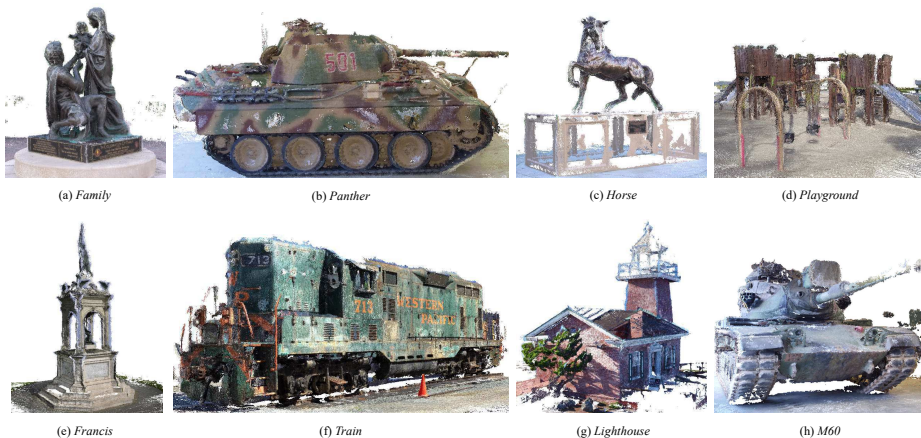 501
(a) Family
(b) Panther
(c) Horse
(d) Playground
713
713
WESTERN
PACIFIC
(e) Francis
(f) Train
(g) Lighthouse
(h) M60